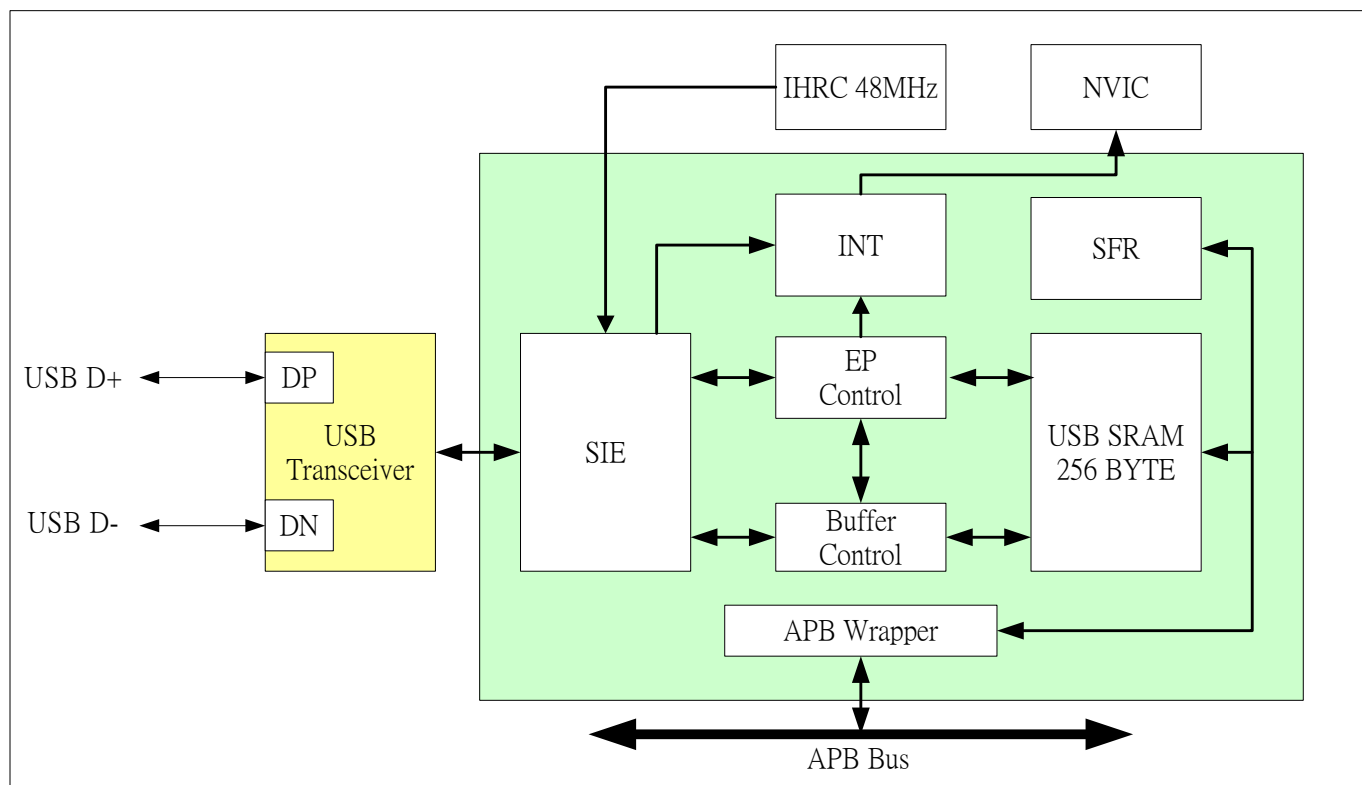 IHRC 48MHz
NVIC
INT
SFR
USB D+
DP
EP
Control
USB
Transceiver
SIE
USB SRAM
256 BYTE
USB D-
DN
Buffer
Control
APB Wrapper
APB Bus